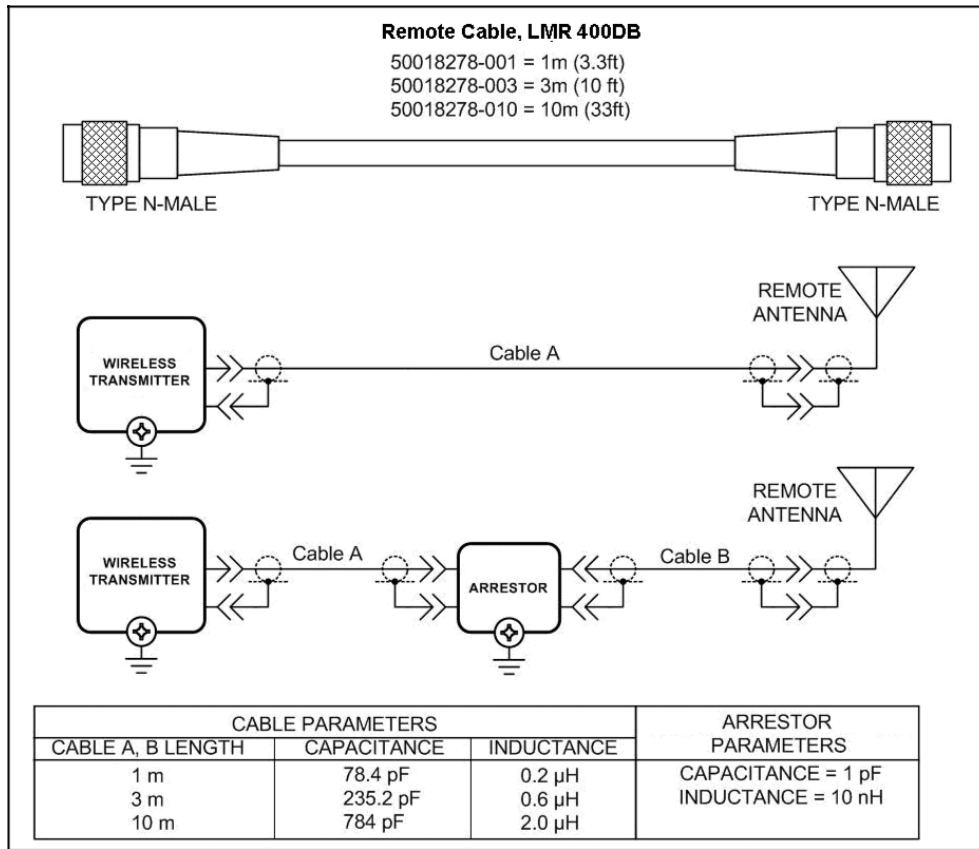 Remote Cable, LMR 400DB
50018278-001 = 1m (3.3ft)
50018278-003 = 3m (10 ft)
50018278-010 = 10m (33ft)
TYPE N-MALE
TYPE N-MALE
REMOTE
ANTENNA
WIRELESS
TRANSMITTER
Cable A
REMOTE
ANTENNA
WIRELESS
TRANSMITTER
Cable A
ARRESTOR
Cable B
CABLE PARAMETERS
ARRESTOR
PARAMETERS
CABLE A, B LENGTH CAPACITANCE INDUCTANCE
1 m 78.4 pF 0.2 µH CAPACITANCE = 1 pF
3 m 235.2 pF 0.6 µH INDUCTANCE = 10 nH
10 m 784 pF 2.0 µH